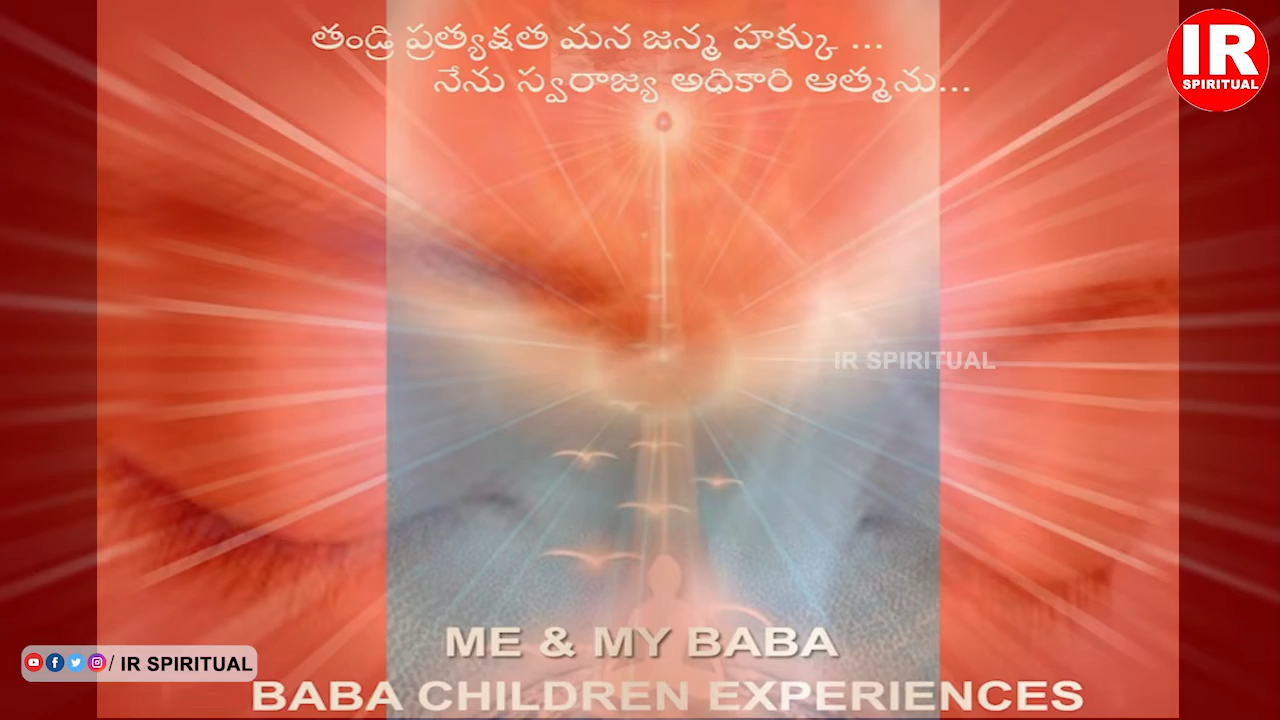 తండ్రి ప్రత్యక్షత మన జన్మ హక్కు ...
నేను స్వరాజ్య అధికారి ఆత్మను...
IR
SPIRITUAL
IR SPIRITUAL
ME & MY BABA
/ IR SPIRITUAL
BABA CHILDREN EXPERIENCES